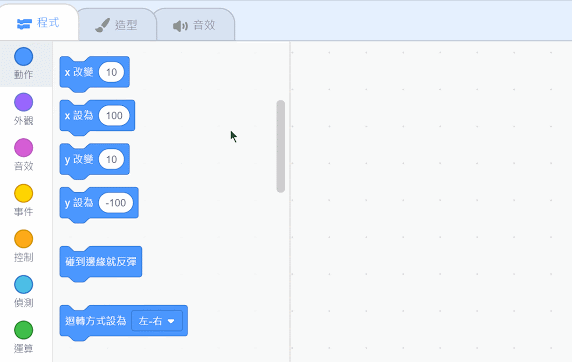 程式
造型
音效
動作
外觀
音效
事件
控制
偵測
運算
x 改變 10
x 設為 100
y 改變 10
y 設為 -100
碰到邊緣就反彈
迴轉方式設為 左-右